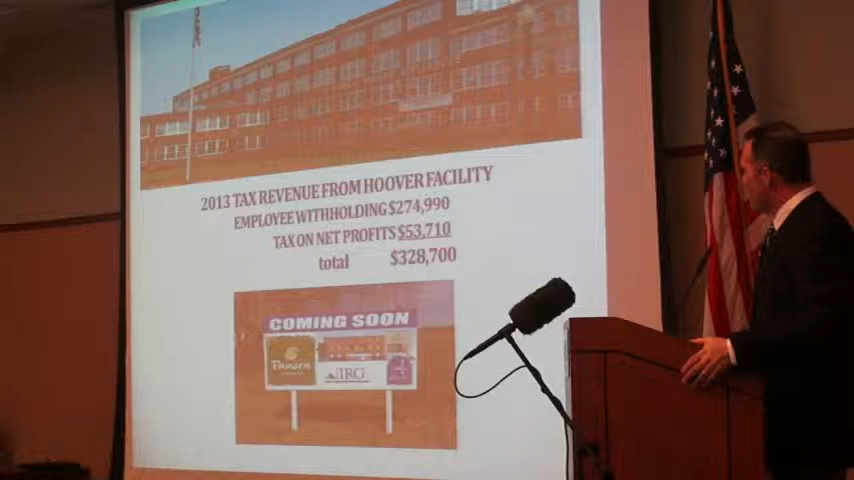 2013 TAX REVENUE FROM HOOVER FACILITY
EMPLOYEE WITHHOLDING $274,990
TAX ON NET PROFITS $53,710
total $328,700
COMING SOON
Panera
IRG